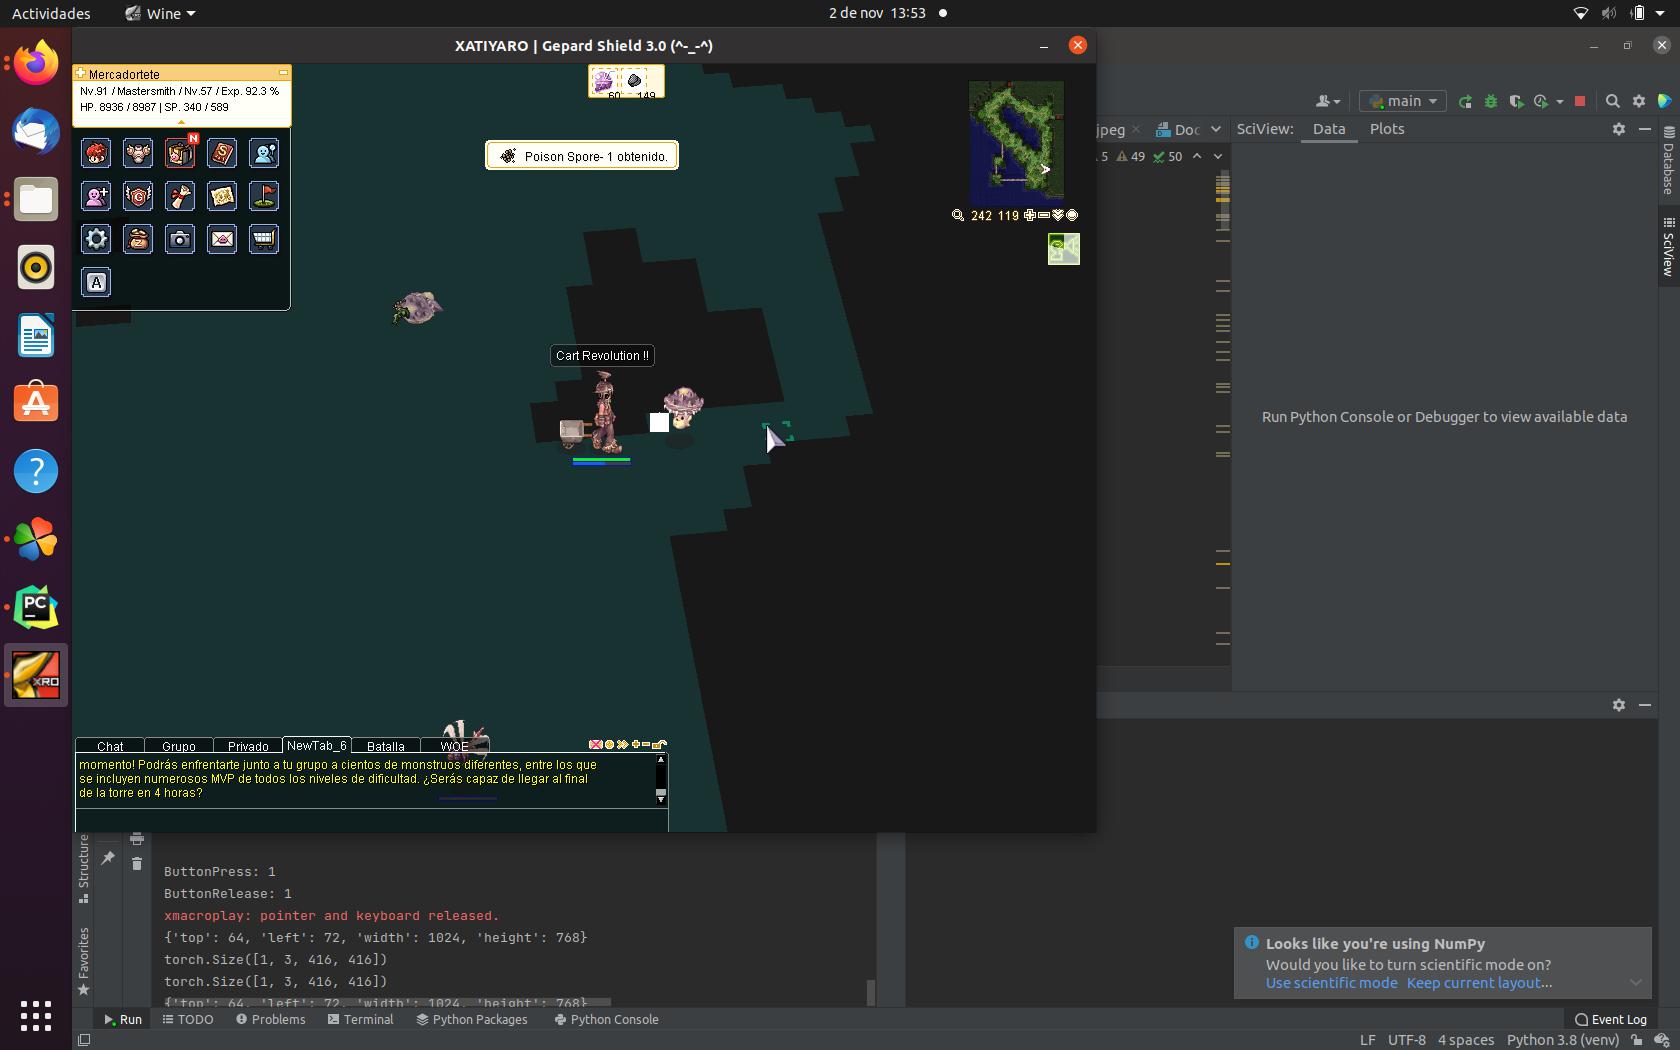 Actividades
Wine
2 de nov 13:53
XATIYARO | Gepard Shield 3.0 (^-_-^)
Mercadortete
Nv.91 / Mastersmith / Nv.57 / Exp. 92.3 %
HP. 8936 / 8987 | SP. 340 / 589
N
A
60
149
Poison Spore- 1 obtenido.
242 119
Cart Revolution !!
Chat
Grupo
Privado
NewTab_6
Batalla
WOE
momento! Podrás enfrentarte junto a tu grupo a cientos de monstruos diferentes, entre los que
se incluyen numerosos MVP de todos los niveles de dificultad. ¿Serás capaz de llegar al final
de la torre en 4 horas?
PC
XRO
main
jpeg
Doc
5
49
50
SciView:
Data
Plots
Database
SciView
Run Python Console or Debugger to view available data
Structure
Favorites
ButtonPress: 1
ButtonRelease: 1
xmacroplay: pointer and keyboard released.
{'top': 64, 'left': 72, 'width': 1024, 'height': 768}
torch.Size([1, 3, 416, 416])
torch.Size([1, 3, 416, 416])
{'top': 64, 'left': 72, 'width': 1024, 'height': 768}
Looks like you're using NumPy
Would you like to turn scientific mode on?
Use scientific mode Keep current layout...
Run
TODO
Problems
Terminal
Python Packages
Python Console
Event Log
LF UTF-8 4 spaces Python 3.8 (venv)